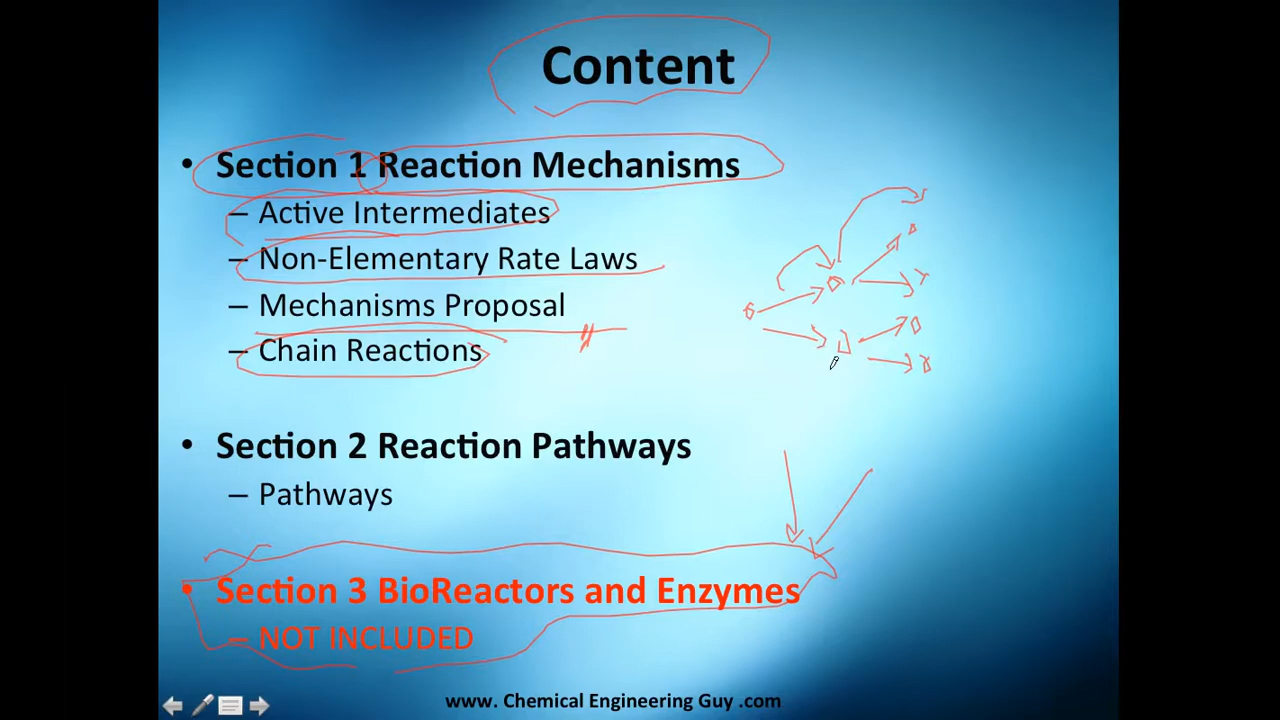 Content
• Section 1 Reaction Mechanisms
– Active Intermediates
– Non-Elementary Rate Laws
– Mechanisms Proposal
– Chain Reactions
• Section 2 Reaction Pathways
– Pathways
• Section 3 BioReactors and Enzymes
– NOT INCLUDED
www. Chemical Engineering Guy .com